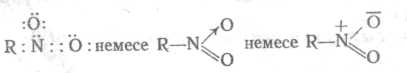 :Ö:
R : N̈ : : Ö : немесе R—N → O немесе R—N⁺ O̅
O O